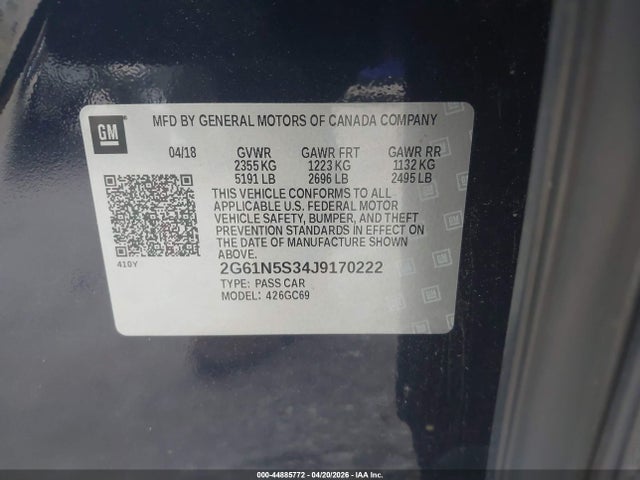 MFD BY GENERAL MOTORS OF CANADA COMPANY
GM
04/18 GVWR GAWR FRT GAWR RR
2355 KG 1223 KG 1132 KG
5191 LB 2696 LB 2495 LB
THIS VEHICLE CONFORMS TO ALL
APPLICABLE U.S. FEDERAL MOTOR
VEHICLE SAFETY, BUMPER, AND THEFT
PREVENTION STANDARDS IN EFFECT ON
THE DATE OF MANUFACTURE SHOWN
ABOVE.
410Y
2G61N5S34J9170222
TYPE: PASS CAR
MODEL: 426GC69
000-44885772 | 04/20/2026 | IAA Inc.